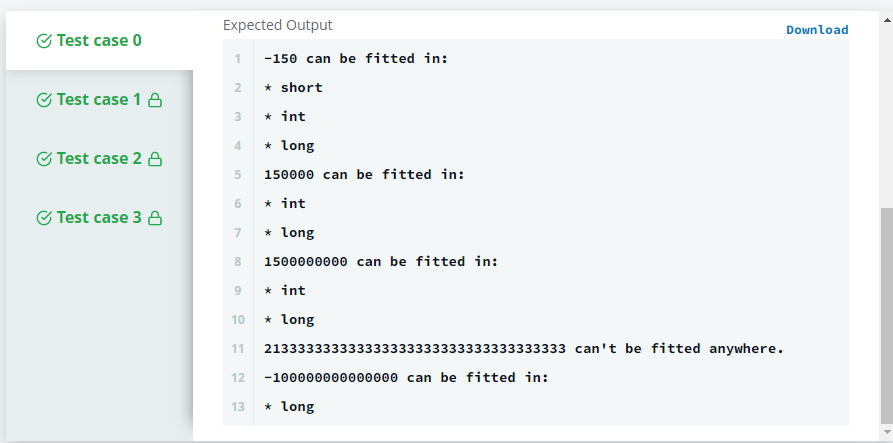 Test case 0
Test case 1
Test case 2
Test case 3
Expected Output
Download
1 -150 can be fitted in:
2 * short
3 * int
4 * long
5 150000 can be fitted in:
6 * int
7 * long
8 1500000000 can be fitted in:
9 * int
10 * long
11 213333333333333333333333333333333333 can't be fitted anywhere.
12 -100000000000000 can be fitted in:
13 * long